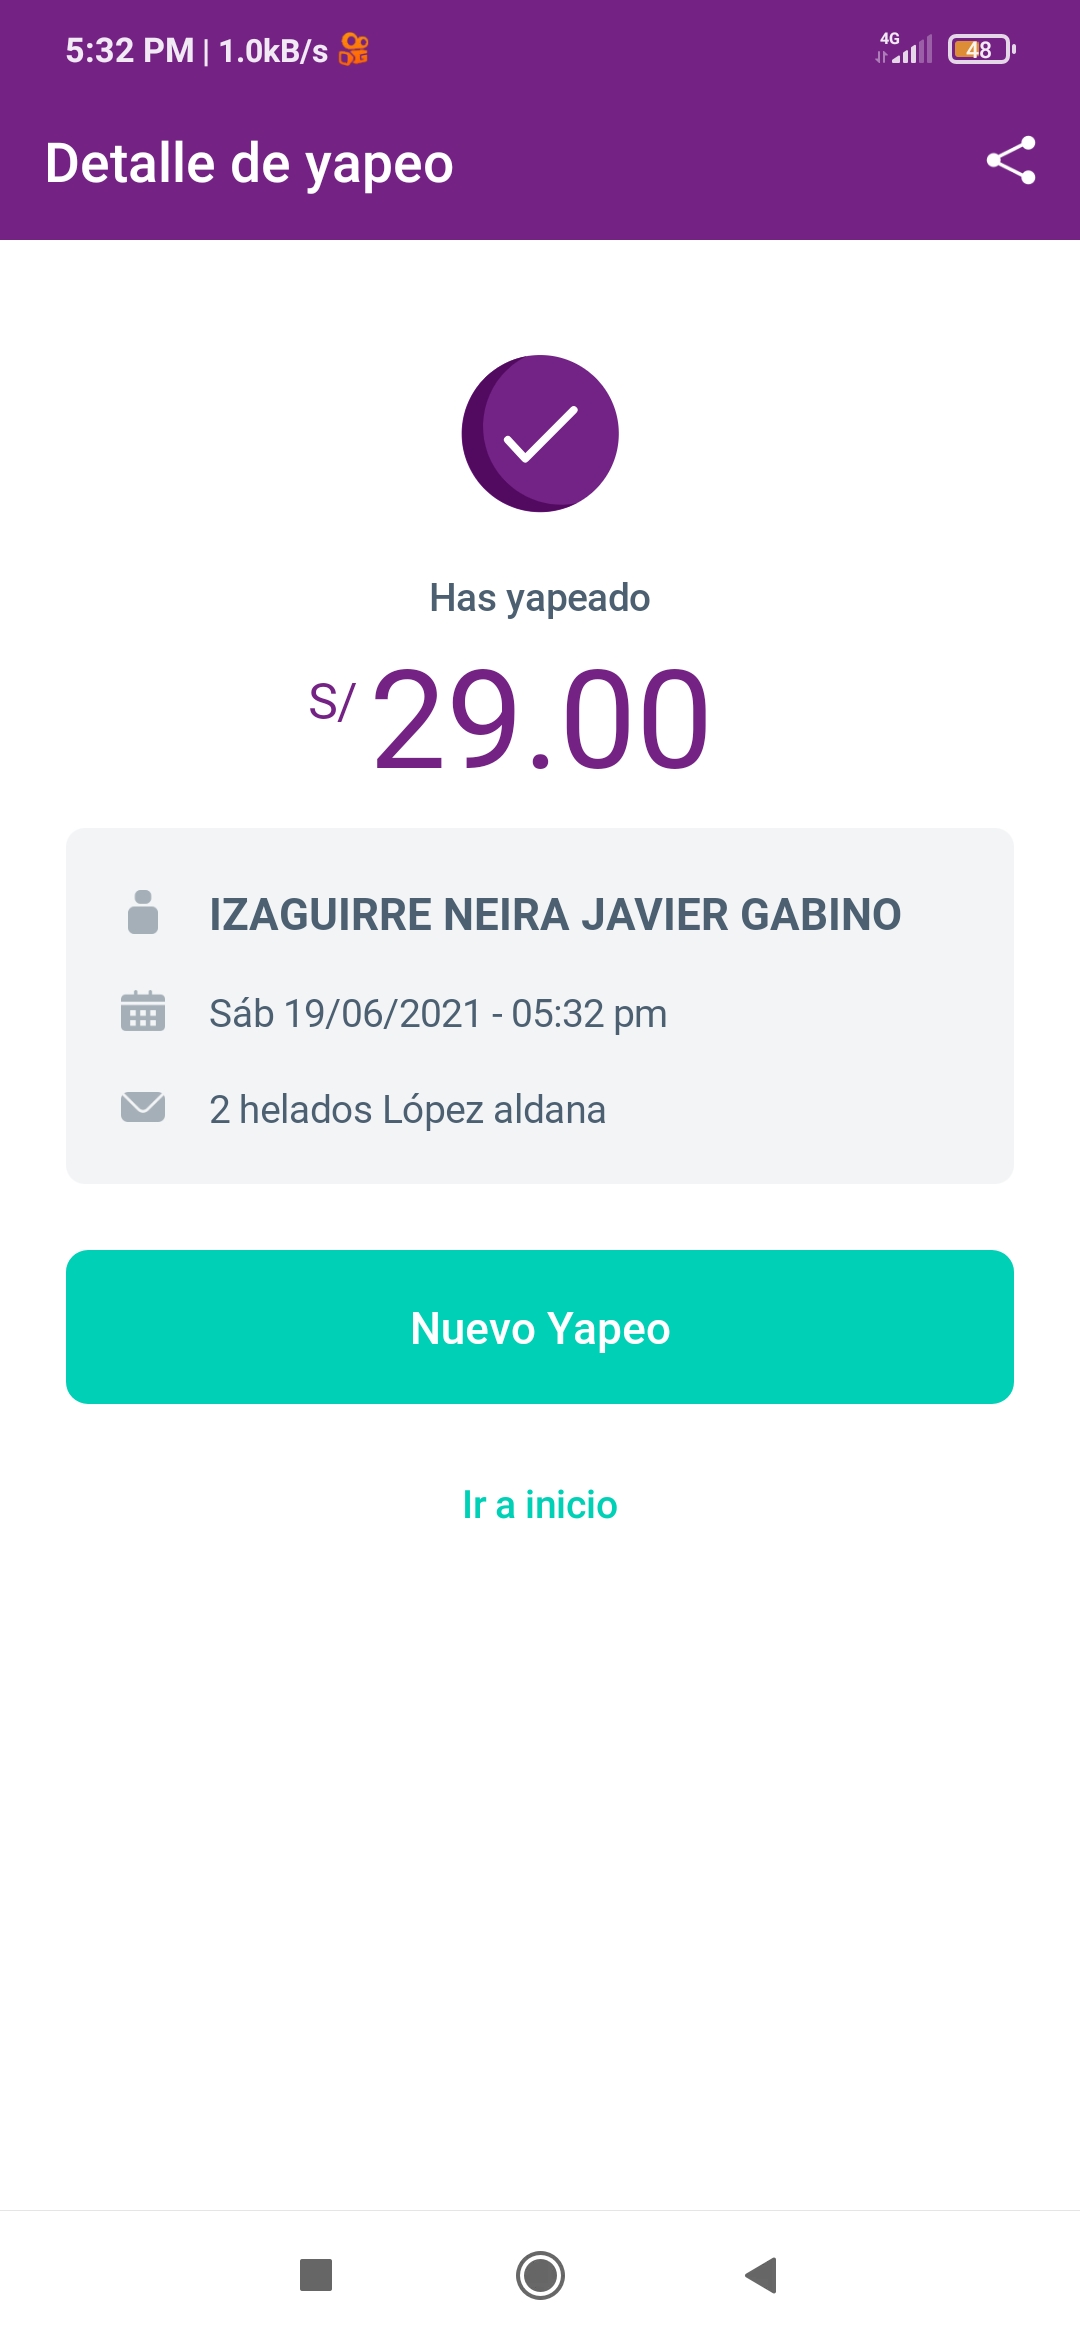 5:32 PM | 1.0kB/s
4G
48
Detalle de yapeo
Has yapeado
S/ 29.00
IZAGUIRRE NEIRA JAVIER GABINO
Sáb 19/06/2021 - 05:32 pm
2 helados López aldana
Nuevo Yapeo
Ir a inicio